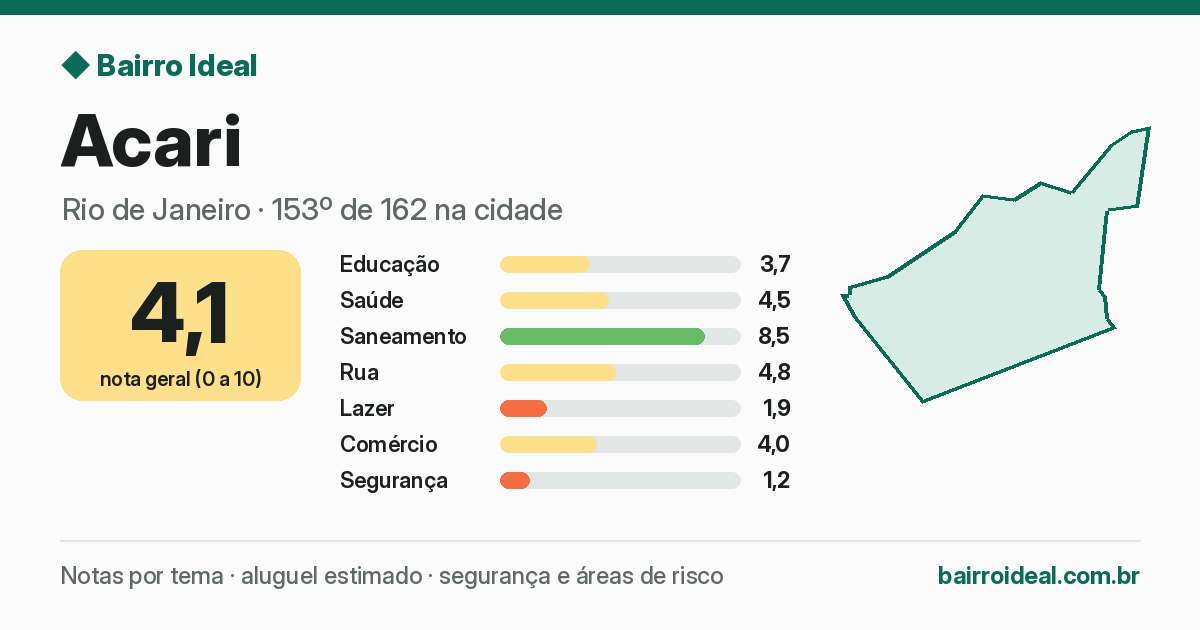 Bairro Ideal
Acari
Rio de Janeiro · 153º de 162 na cidade
4,1
nota geral (0 a 10)
Educação 3,7
Saúde 4,5
Saneamento 8,5
Rua 4,8
Lazer 1,9
Comércio 4,0
Segurança 1,2
Notas por tema · aluguel estimado · segurança e áreas de risco
bairroideal.com.br